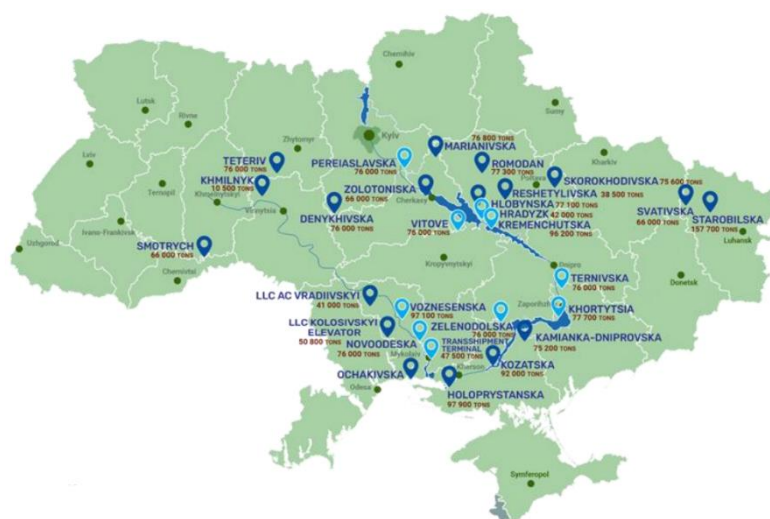 Chernihiv
Lutsk
Rivne
Sumy
Kyiv
Zhytomyr
76 800 TONS
MARIANIVSKA
Lviv
TETERIV
76 000 TONS
PEREIASLAVSKA
76 000 TONS
ROMODAN
77 300 TONS
Kharkiv
KHMILNYK
10 500 TONS
Ternopil
Khmelnytskyi
Poltava
SKOROKHODIVSKA
75 600 TONS
ZOLOTONISKA
66 000 TONS
RESHETYLIVSKA
38 500 TONS
Cherkasy
HLOBYNSKA
77 100 TONS
SVATIVSKA
66 000 TONS
STAROBILSKA
157 700 TONS
Vinnytsia
DENYKHIVSKA
76 000 TONS
HRADYZK
42 000 TONS
VITOVE
76 000 TONS
KREMENCHUTSKA
96 200 TONS
Ivano-Frankivsk
Luhansk
Uzhgorod
SMOTRYCH
66 000 TONS
Kropyvnytskyi
Dnipro
Chernivtsi
Donetsk
TERNIVSKA
76 000 TONS
LLC AC VRADIIVSKYI
41 000 TONS
VOZNESENSKA
97 100 TONS
Zaporizhzhia
KHORTYTSIA
77 700 TONS
LLC KOLOSIVSKYI
ELEVATOR
50 800 TONS
ZELENODOLSKA
76 000 TONS
KAMIANKA-DNIPROVSKA
75 200 TONS
NOVOODESKA
76 000 TONS
TRANSSHIPMENT
TERMINAL
47 500 TONS
Mykolaiv
KOZATSKA
92 000 TONS
OCHAKIVSKA
Kherson
Odesa
HOLOPRYSTANSKA
97 900 TONS
Symferopol